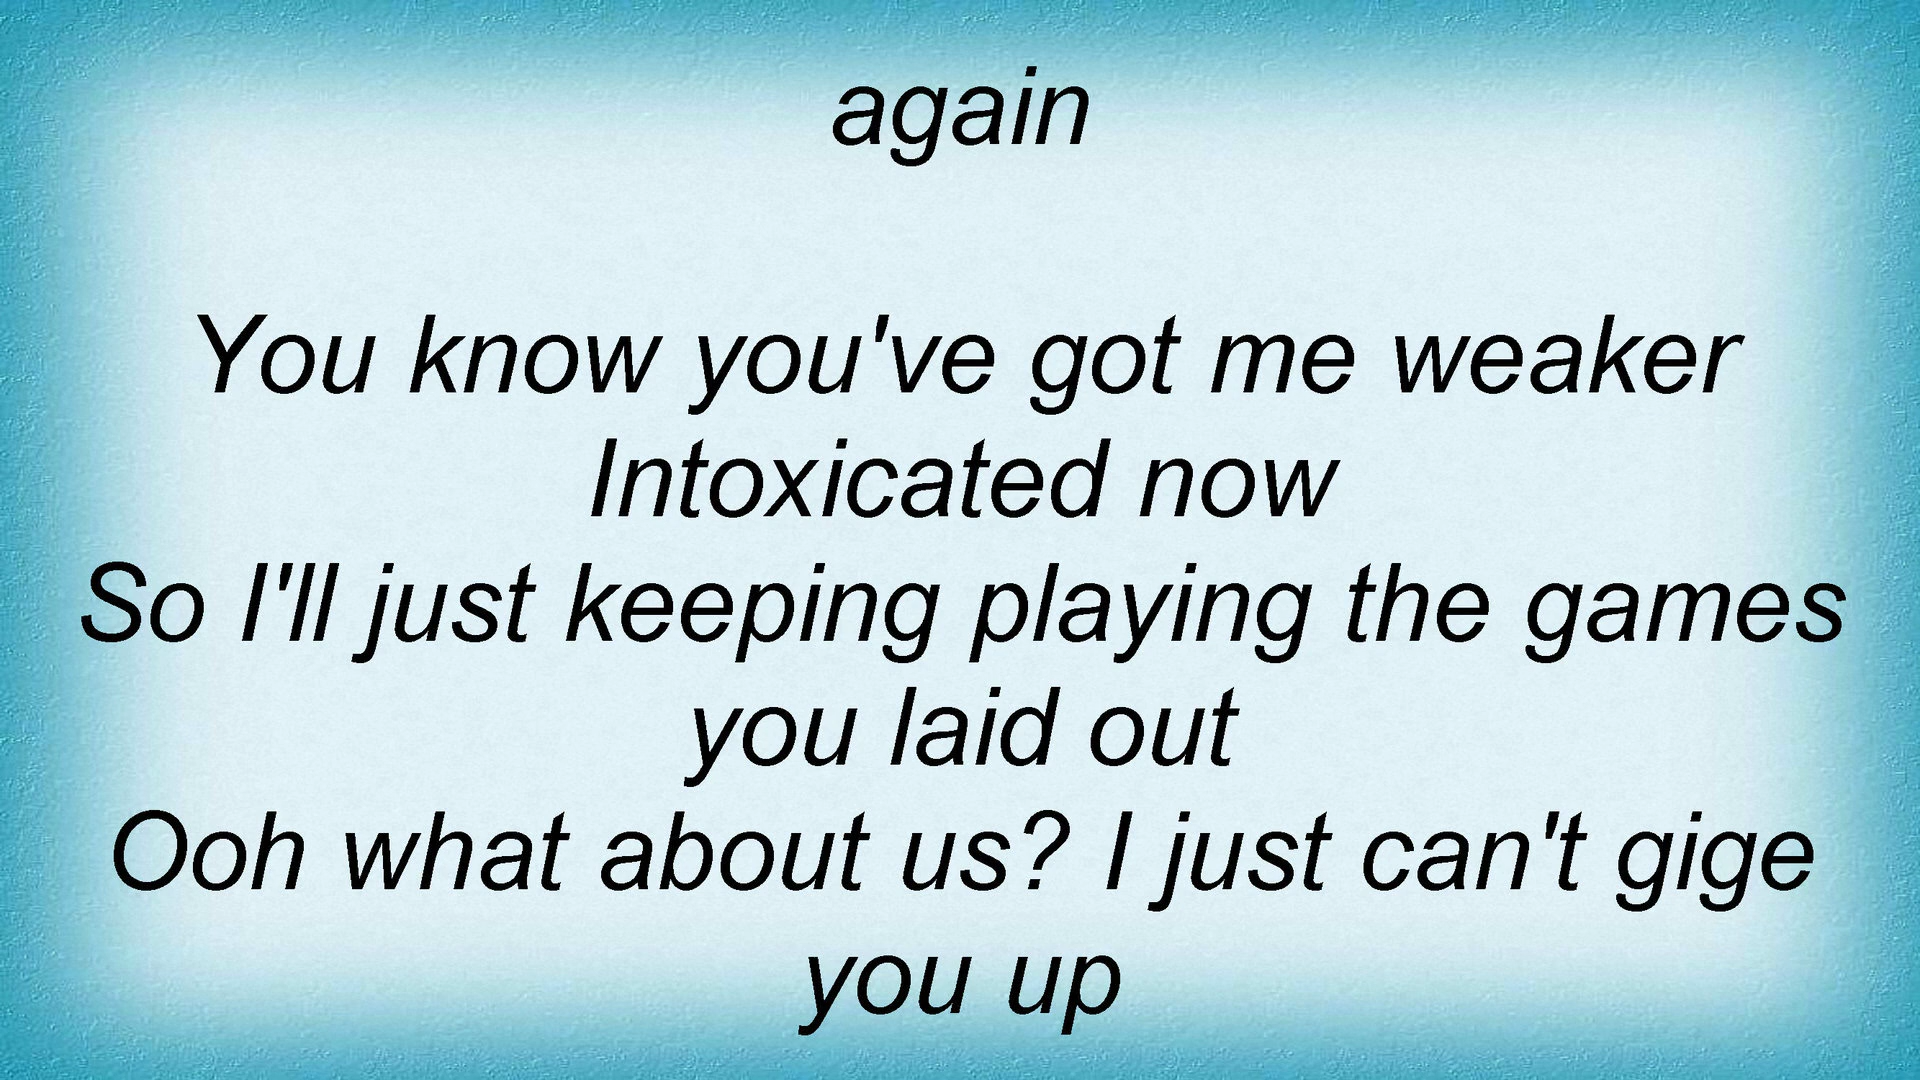 again
You know you've got me weaker
Intoxicated now
So I'll just keeping playing the games
you laid out
Ooh what about us? I just can't gige
you up